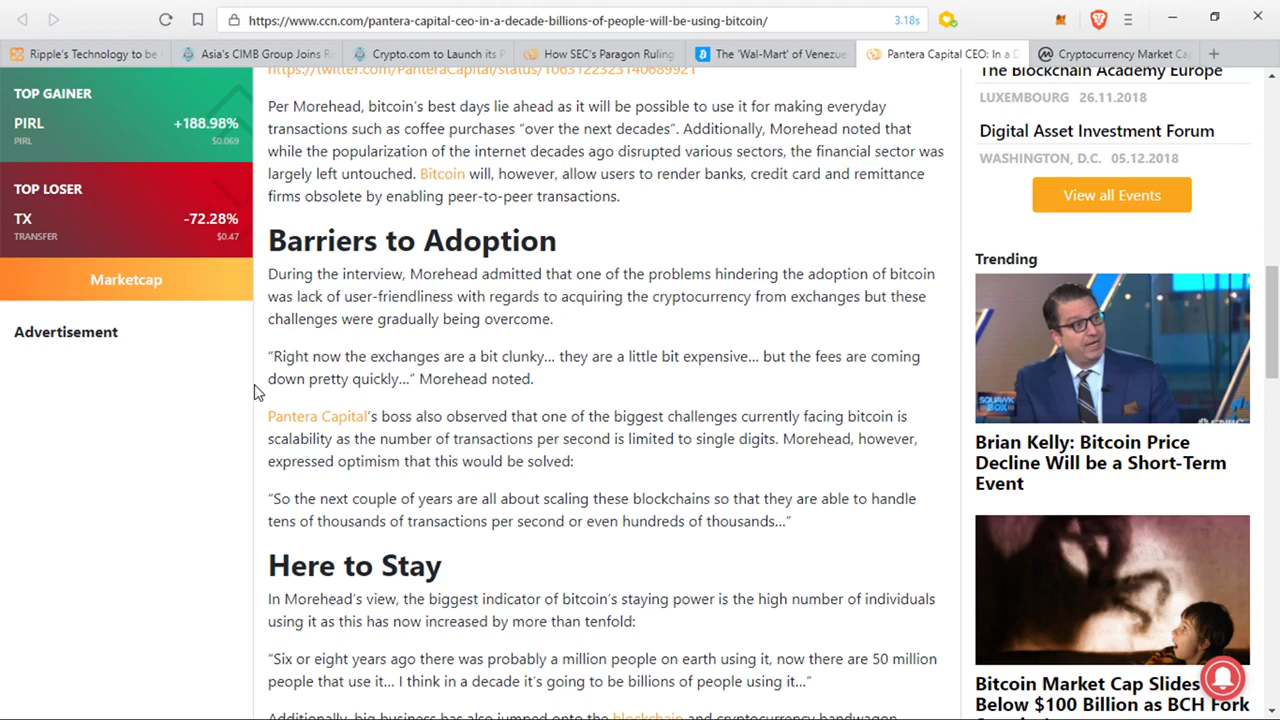 https://www.ccn.com/pantera-capital-ceo-in-a-decade-billions-of-people-will-be-using-bitcoin/
3.18s
Ripple's Technology to be
Asia's CIMB Group Joins R
Crypto.com to Launch its P
How SEC's Paragon Ruling
The 'Wal-Mart' of Venezue
Pantera Capital CEO: In a D
Cryptocurrency Market Ca
TOP GAINER
PIRL +188.98%
PIRL $0.069
TOP LOSER
TX -72.28%
TRANSFER $0.47
Marketcap
Advertisement
https://twitter.com/PanteraCapital/status/1063122323140689921
Per Morehead, bitcoin's best days lie ahead as it will be possible to use it for making everyday
transactions such as coffee purchases “over the next decades”. Additionally, Morehead noted that
while the popularization of the internet decades ago disrupted various sectors, the financial sector was
largely left untouched. Bitcoin will, however, allow users to render banks, credit card and remittance
firms obsolete by enabling peer-to-peer transactions.
Barriers to Adoption
During the interview, Morehead admitted that one of the problems hindering the adoption of bitcoin
was lack of user-friendliness with regards to acquiring the cryptocurrency from exchanges but these
challenges were gradually being overcome.
“Right now the exchanges are a bit clunky… they are a little bit expensive… but the fees are coming
down pretty quickly…” Morehead noted.
Pantera Capital's boss also observed that one of the biggest challenges currently facing bitcoin is
scalability as the number of transactions per second is limited to single digits. Morehead, however,
expressed optimism that this would be solved:
“So the next couple of years are all about scaling these blockchains so that they are able to handle
tens of thousands of transactions per second or even hundreds of thousands…”
Here to Stay
In Morehead's view, the biggest indicator of bitcoin's staying power is the high number of individuals
using it as this has now increased by more than tenfold:
“Six or eight years ago there was probably a million people on earth using it, now there are 50 million
people that use it… I think in a decade it's going to be billions of people using it…”
Additionally, big business has also jumped onto the blockchain and cryptocurrency bandwagon
The Blockchain Academy Europe
LUXEMBOURG 26.11.2018
Digital Asset Investment Forum
WASHINGTON, D.C. 05.12.2018
View all Events
Trending
SQUAWK
BOX
CNBC
Brian Kelly: Bitcoin Price
Decline Will be a Short-Term
Event
Bitcoin Market Cap Slides
Below $100 Billion as BCH Fork